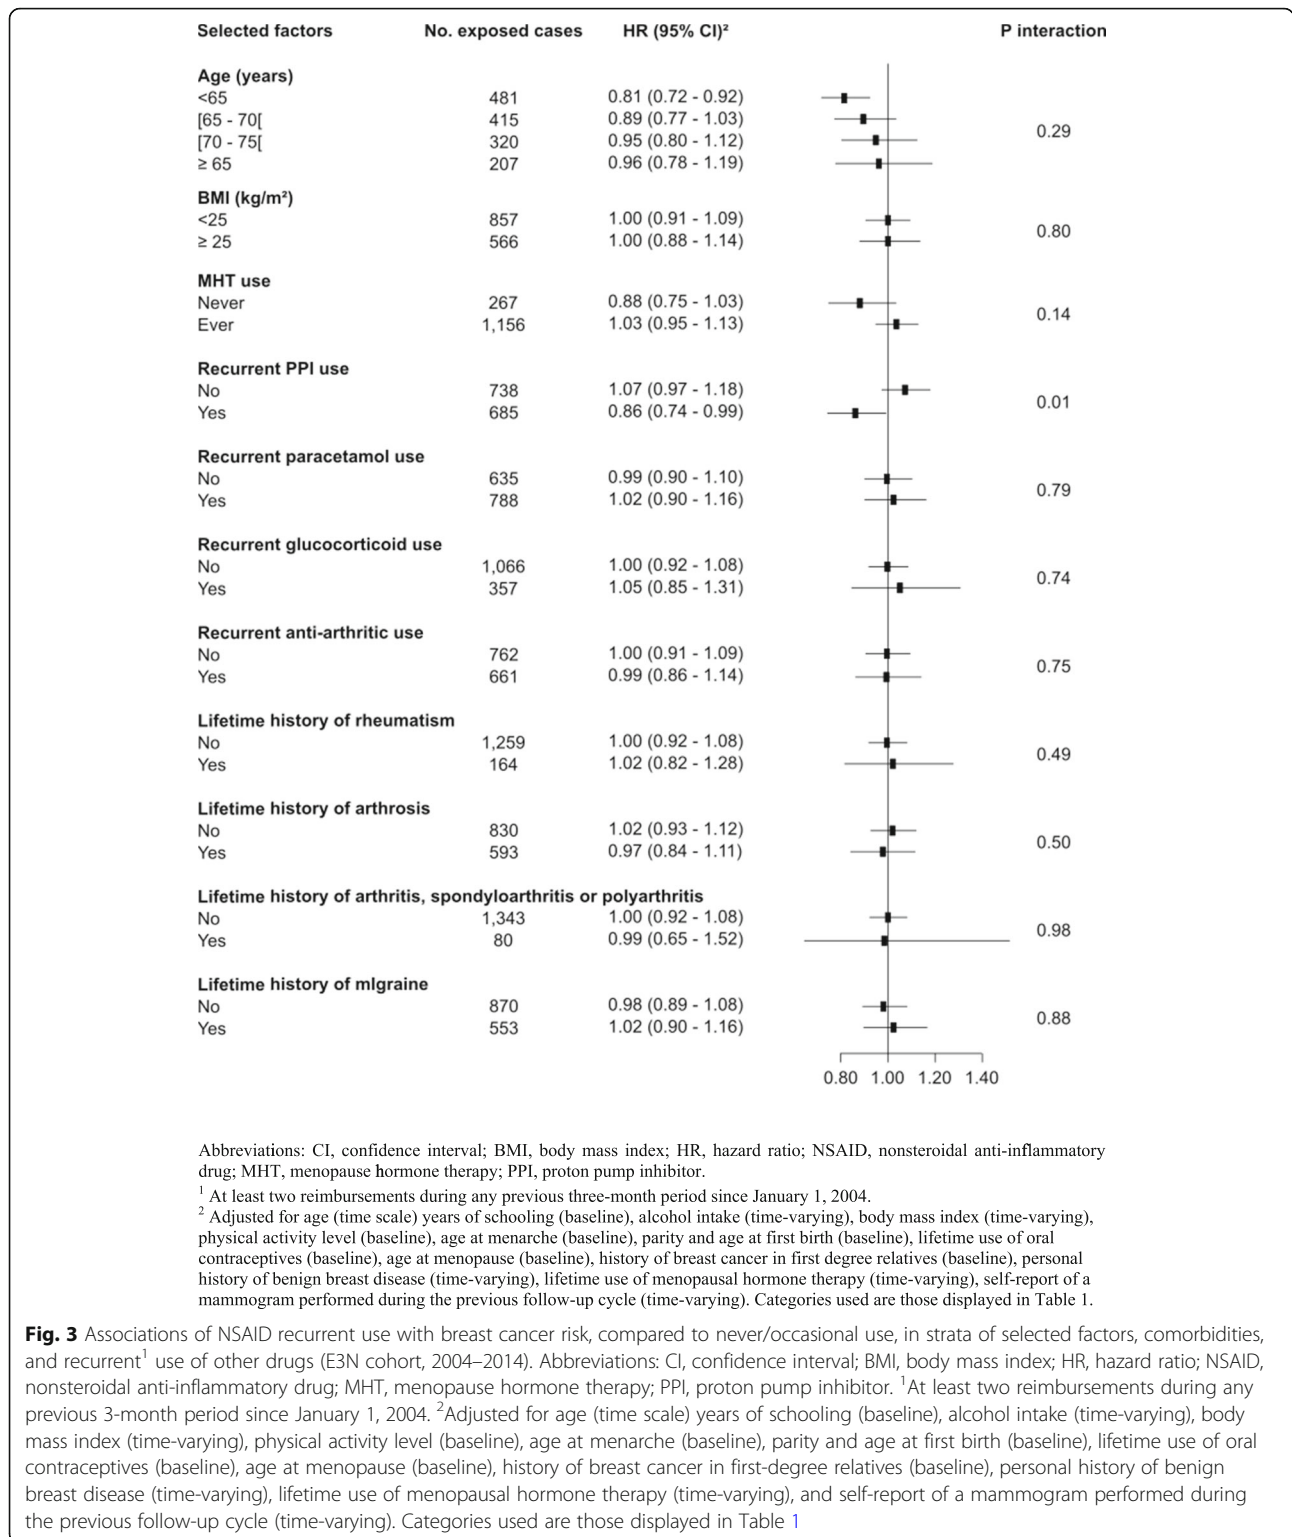 Selected factors No. exposed cases HR (95% CI)² P interaction
Age (years)
<65 481 0.81 (0.72 - 0.92)
[65 - 70[ 415 0.89 (0.77 - 1.03)
0.29
[70 - 75[ 320 0.95 (0.80 - 1.12)
≥ 65 207 0.96 (0.78 - 1.19)
BMI (kg/m²)
<25 857 1.00 (0.91 - 1.09)
0.80
≥ 25 566 1.00 (0.88 - 1.14)
MHT use
Never 267 0.88 (0.75 - 1.03)
0.14
Ever 1,156 1.03 (0.95 - 1.13)
Recurrent PPI use
No 738 1.07 (0.97 - 1.18)
0.01
Yes 685 0.86 (0.74 - 0.99)
Recurrent paracetamol use
No 635 0.99 (0.90 - 1.10)
0.79
Yes 788 1.02 (0.90 - 1.16)
Recurrent glucocorticoid use
No 1,066 1.00 (0.92 - 1.08)
0.74
Yes 357 1.05 (0.85 - 1.31)
Recurrent anti-arthritic use
No 762 1.00 (0.91 - 1.09)
0.75
Yes 661 0.99 (0.86 - 1.14)
Lifetime history of rheumatism
No 1,259 1.00 (0.92 - 1.08)
0.49
Yes 164 1.02 (0.82 - 1.28)
Lifetime history of arthrosis
No 830 1.02 (0.93 - 1.12)
0.50
Yes 593 0.97 (0.84 - 1.11)
Lifetime history of arthritis, spondyloarthritis or polyarthritis
No 1,343 1.00 (0.92 - 1.08)
0.98
Yes 80 0.99 (0.65 - 1.52)
Lifetime history of mIgraine
No 870 0.98 (0.89 - 1.08)
0.88
Yes 553 1.02 (0.90 - 1.16)
0.80 1.00 1.20 1.40
Abbreviations: CI, confidence interval; BMI, body mass index; HR, hazard ratio; NSAID, nonsteroidal anti-inflammatory
drug; MHT, menopause hormone therapy; PPI, proton pump inhibitor.
¹ At least two reimbursements during any previous three-month period since January 1, 2004.
² Adjusted for age (time scale) years of schooling (baseline), alcohol intake (time-varying), body mass index (time-varying),
physical activity level (baseline), age at menarche (baseline), parity and age at first birth (baseline), lifetime use of oral
contraceptives (baseline), age at menopause (baseline), history of breast cancer in first degree relatives (baseline), personal
history of benign breast disease (time-varying), lifetime use of menopausal hormone therapy (time-varying), self-report of a
mammogram performed during the previous follow-up cycle (time-varying). Categories used are those displayed in Table 1.
Fig. 3 Associations of NSAID recurrent use with breast cancer risk, compared to never/occasional use, in strata of selected factors, comorbidities,
and recurrent¹ use of other drugs (E3N cohort, 2004–2014). Abbreviations: CI, confidence interval; BMI, body mass index; HR, hazard ratio; NSAID,
nonsteroidal anti-inflammatory drug; MHT, menopause hormone therapy; PPI, proton pump inhibitor. ¹At least two reimbursements during any
previous 3-month period since January 1, 2004. ²Adjusted for age (time scale) years of schooling (baseline), alcohol intake (time-varying), body
mass index (time-varying), physical activity level (baseline), age at menarche (baseline), parity and age at first birth (baseline), lifetime use of oral
contraceptives (baseline), age at menopause (baseline), history of breast cancer in first-degree relatives (baseline), personal history of benign
breast disease (time-varying), lifetime use of menopausal hormone therapy (time-varying), and self-report of a mammogram performed during
the previous follow-up cycle (time-varying). Categories used are those displayed in Table 1